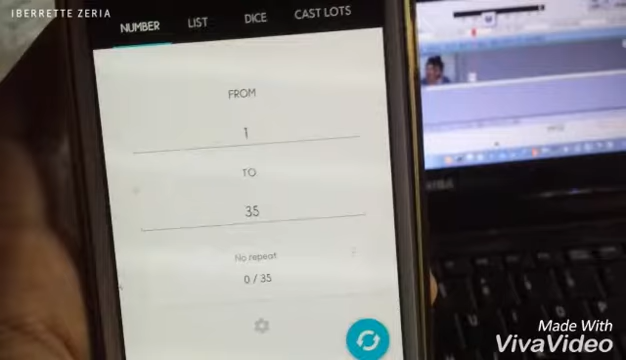 IBERRETTE ZERIA
NUMBER LIST DICE CAST LOTS
FROM
1
TO
35
No repeat
0 / 35
Made With
VivaVideo